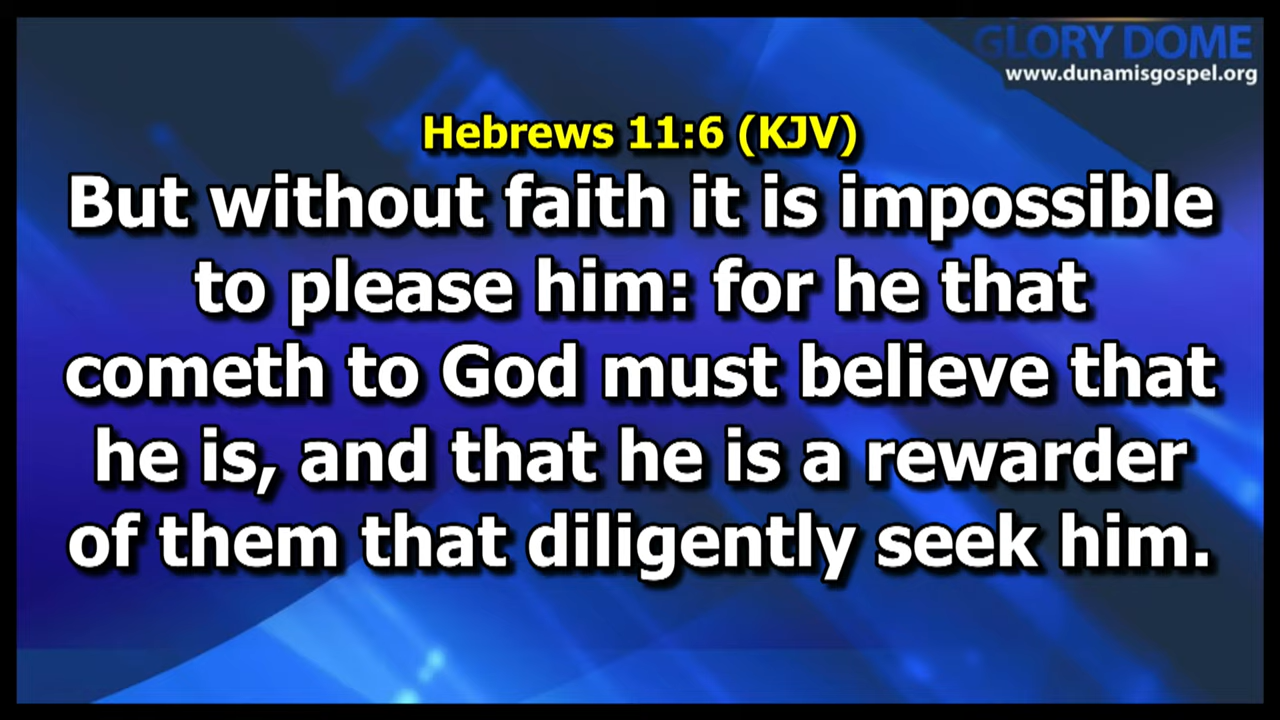 GLORY DOME
www.dunamisgospel.org
Hebrews 11:6 (KJV)
But without faith it is impossible
to please him: for he that
cometh to God must believe that
he is, and that he is a rewarder
of them that diligently seek him.